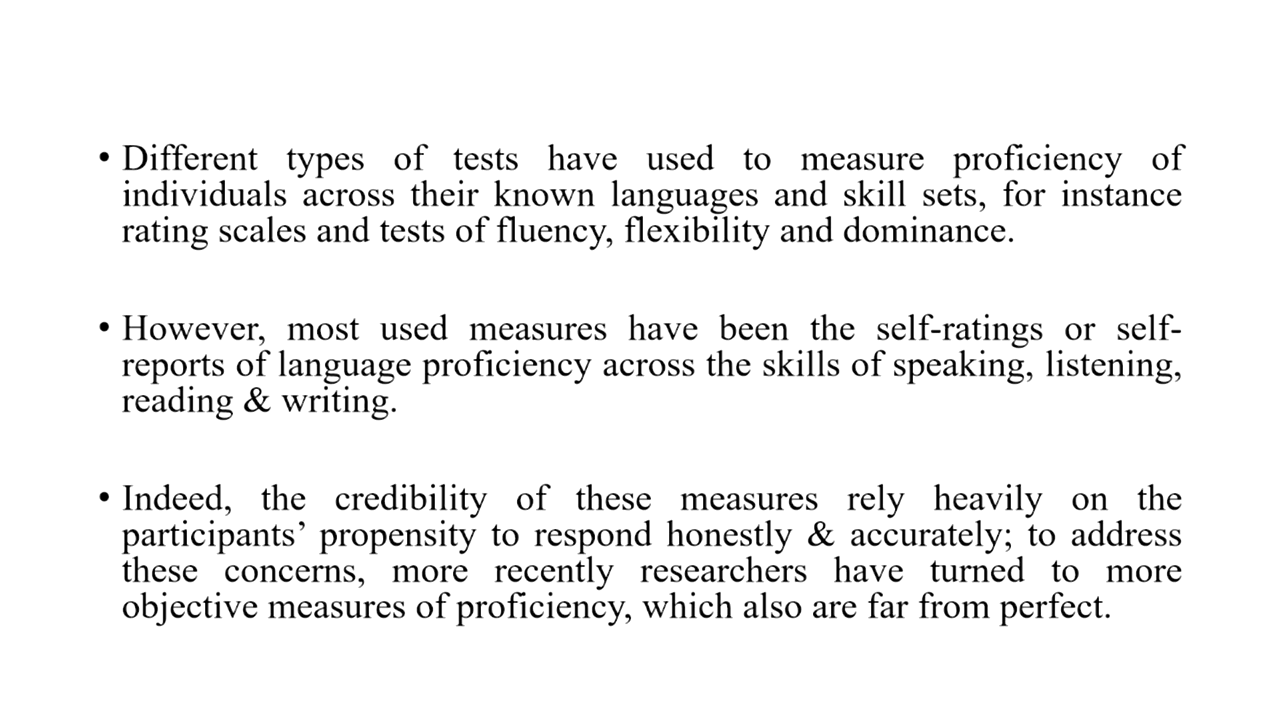 • Different types of tests have used to measure proficiency of
individuals across their known languages and skill sets, for instance
rating scales and tests of fluency, flexibility and dominance.
• However, most used measures have been the self-ratings or self-
reports of language proficiency across the skills of speaking, listening,
reading & writing.
• Indeed, the credibility of these measures rely heavily on the
participants’ propensity to respond honestly & accurately; to address
these concerns, more recently researchers have turned to more
objective measures of proficiency, which also are far from perfect.